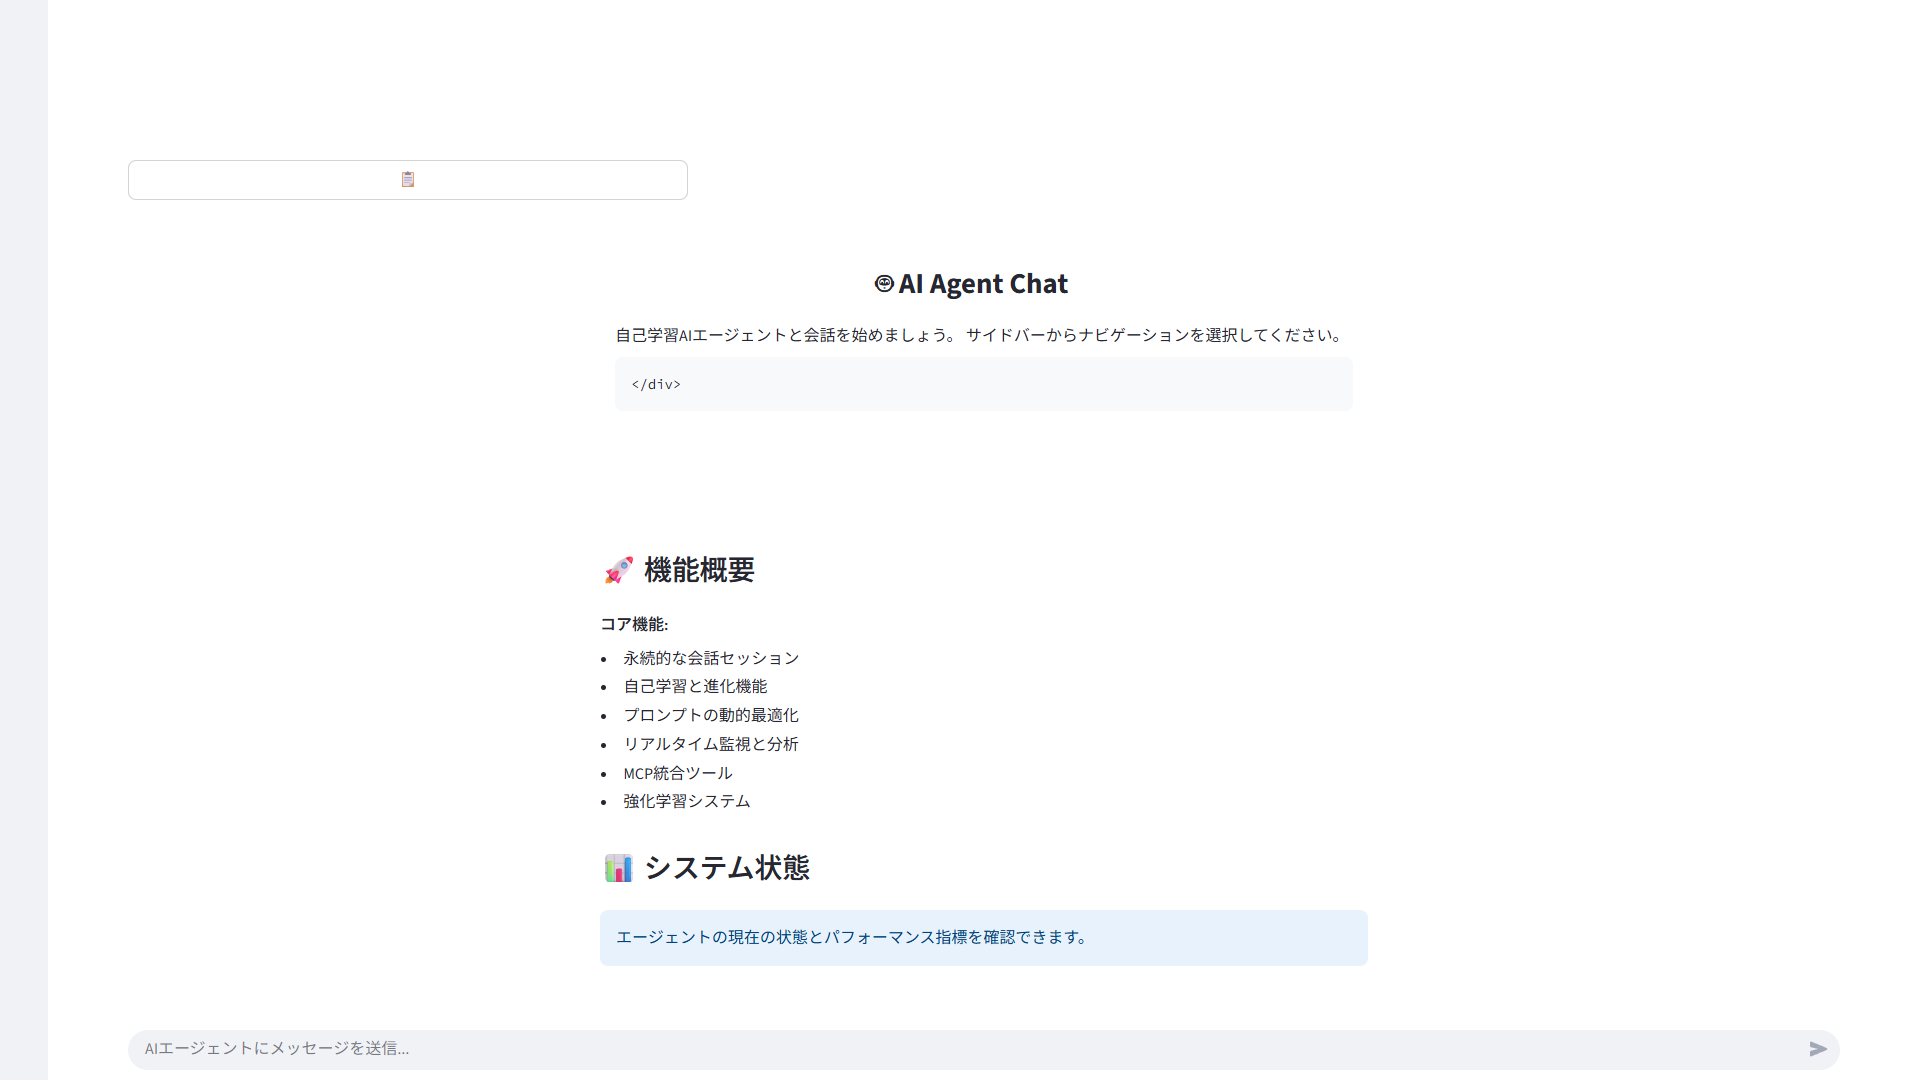 AI Agent Chat
自己学習AIエージェントと会話を始めましょう。 サイドバーからナビゲーションを選択してください。
</div>
🚀 機能概要
コア機能:
• 永続的な会話セッション
• 自己学習と進化機能
• プロンプトの動的最適化
• リアルタイム監視と分析
• MCP統合ツール
• 強化学習システム
📊 システム状態
エージェントの現在の状態とパフォーマンス指標を確認できます。
AIエージェントにメッセージを送信...